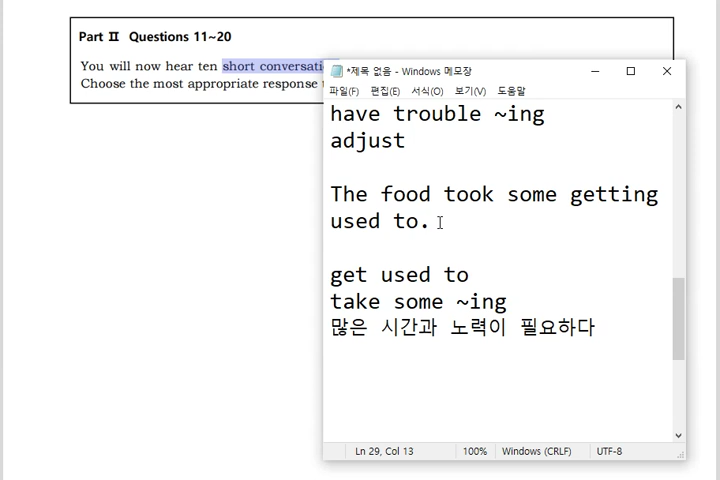 Part Ⅱ Questions 11~20
You will now hear ten short conversati
Choose the most appropriate response
*제목 없음 - Windows 메모장
파일(F) 편집(E) 서식(O) 보기(V) 도움말
have trouble ~ing
adjust
The food took some getting
used to.
get used to
take some ~ing
많은 시간과 노력이 필요하다
Ln 29, Col 13 100% Windows (CRLF) UTF-8